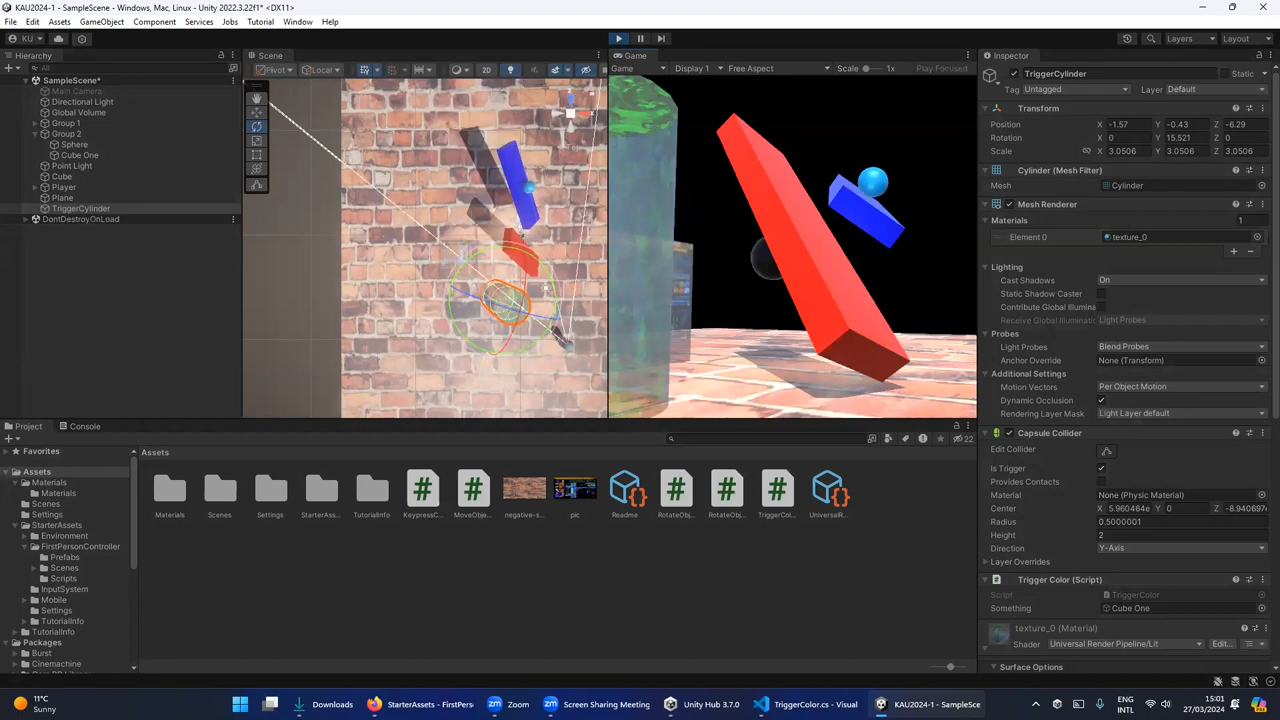 KAU2024-1 - SampleScene - Windows, Mac, Linux - Unity 2022.3.22f1* <DX11>
File Edit Assets GameObject Component Services Jobs Tutorial Window Help
KU
Layers Layout
Hierarchy
All
SampleScene*
Main Camera
Directional Light
Global Volume
Group 1
Group 2
Sphere
Cube One
Point Light
Cube
Player
Plane
TriggerCylinder
DontDestroyOnLoad
Scene
Pivot Local 2D
Game
Game Display 1 Free Aspect Scale 1x Play Focused
Inspector
TriggerCylinder Static
Tag Untagged Layer Default
Transform
Position X -1.57 Y -0.43 Z -6.29
Rotation X 0 Y 15.521 Z 0
Scale X 3.0506 Y 3.0506 Z 3.0506
Cylinder (Mesh Filter)
Mesh Cylinder
Mesh Renderer
Materials 1
Element 0 texture_0
Lighting
Cast Shadows On
Static Shadow Caster
Contribute Global Illumina
Receive Global Illuminatic Light Probes
Probes
Light Probes Blend Probes
Anchor Override None (Transform)
Additional Settings
Motion Vectors Per Object Motion
Dynamic Occlusion
Rendering Layer Mask Light Layer default
Capsule Collider
Edit Collider
Is Trigger
Provides Contacts
Material None (Physic Material)
Center X 5.960464e Y 0 Z -8.940697
Radius 0.5000001
Height 2
Direction Y-Axis
Layer Overrides
Trigger Color (Script)
Script TriggerColor
Something Cube One
texture_0 (Material)
Shader Universal Render Pipeline/Lit Edit...
Surface Options
Project Console
22
Favorites
Assets
Materials
Materials
Scenes
Settings
StarterAssets
Environment
FirstPersonController
Prefabs
Scenes
Scripts
InputSystem
Mobile
Settings
TutorialInfo
TutorialInfo
Packages
Burst
Cinemachine
Assets
Materials Scenes Settings StarterAss... TutorialInfo KeypressC... MoveObje... negative-s... pic Readme RotateObj... RotateObj... TriggerCol... UniversalR...
11°C
Sunny
Downloads
StarterAssets - FirstPers
Zoom
Screen Sharing Meeting
Unity Hub 3.7.0
TriggerColor.cs - Visual
KAU2024-1 - SampleSce
ENG
INT
15:01
27/03/2024